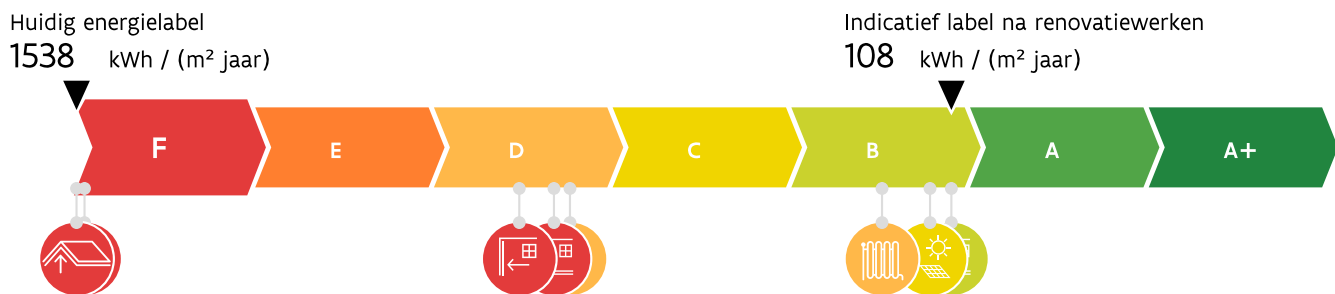 Huidig energielabel
1538 kWh / (m² jaar)
Indicatief label na renovatiewerken
108 kWh / (m² jaar)
F
E
D
C
B
A
A+